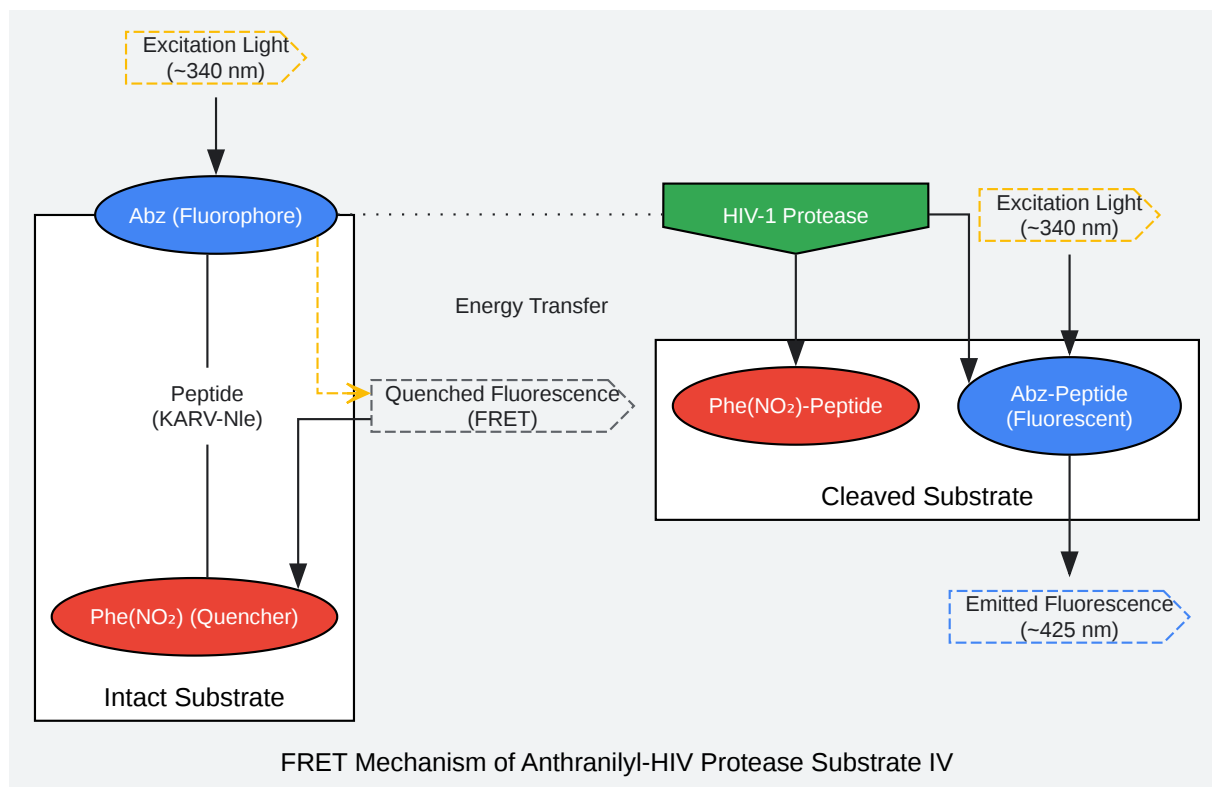 Excitation Light
(~340 nm)
Abz (Fluorophore)
HIV-1 Protease
Excitation Light
(~340 nm)
Energy Transfer
Peptide
(KARV-Nle)
Quenched Fluorescence
(FRET)
Phe(NO₂)-Peptide
Abz-Peptide
(Fluorescent)
Cleaved Substrate
Phe(NO₂) (Quencher)
Emitted Fluorescence
(~425 nm)
Intact Substrate
FRET Mechanism of Anthranilyl-HIV Protease Substrate IV